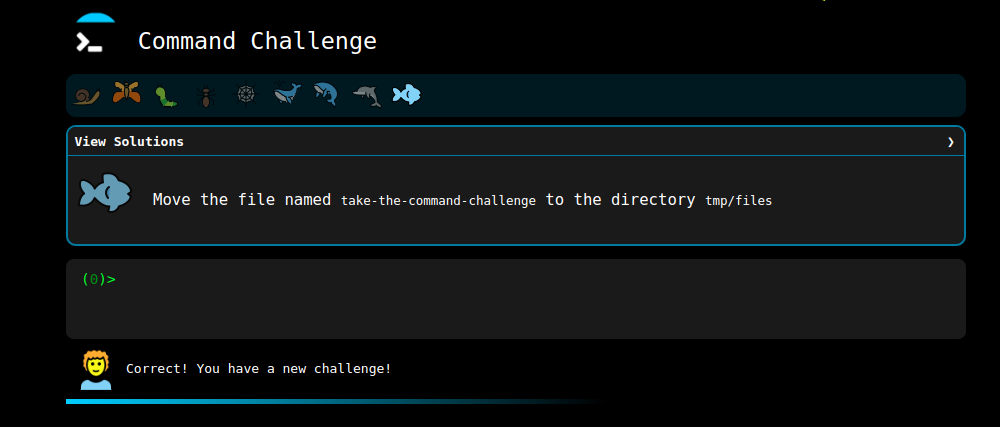 Command Challenge
View Solutions
Move the file named take-the-command-challenge to the directory tmp/files
(0)>
Correct! You have a new challenge!